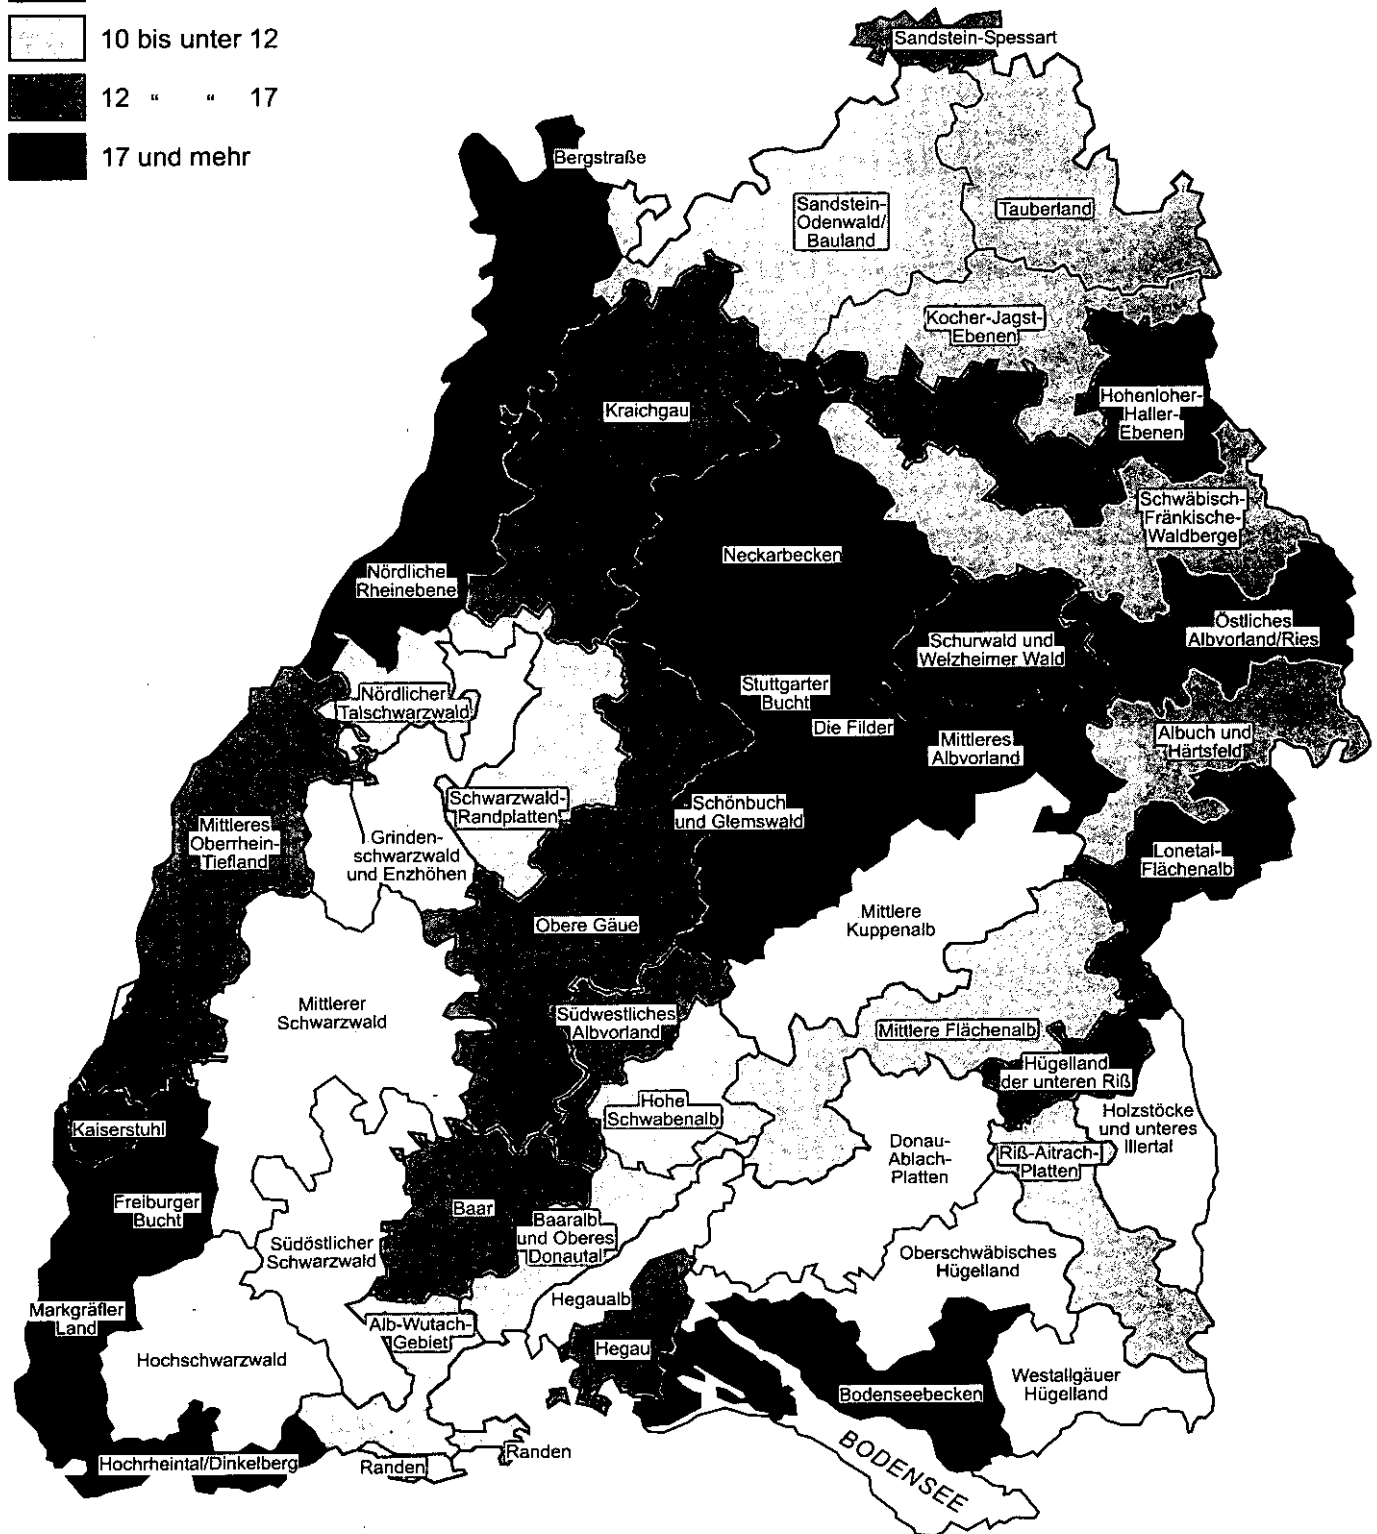 10 bis unter 12
12 “ “ 17
17 und mehr
Sandstein-Spessart
Bergstraße
Sandstein-
Odenwald/
Bauland
Tauberland
Kocher-Jagst-
Ebenen
Kraichgau
Hohenloher-
Haller-
Ebenen
Schwäbisch-
Fränkische-
Waldberge
Neckarbecken
Nördliche
Rheinebene
Östliches
Albvorland/Ries
Schurwald und
Welzheimer Wald
Nördlicher
Talschwarzwald
Stuttgarter
Bucht
Die Filder
Mittleres
Albvorland
Albuch und
Härtsfeld
Schwarzwald-
Randplatten
Schönbuch
und Glemswald
Mittleres
Oberrhein-
Tiefland
Grinden-
schwarzwald
und Enzhöhen
Lonetal-
Flächenalb
Obere Gäue
Mittlere
Kuppenalb
Mittlerer
Schwarzwald
Südwestliches
Albvorland
Mittlere Flächenalb
Hügelland
der unteren Riß
Hohe
Schwabenalb
Holzstöcke
und unteres
Illertal
Kaiserstuhl
Donau-
Ablach-
Platten
Riß-Aitrach-
Platten
Freiburger
Bucht
Baar
Baaralb
und Oberes
Donautal
Südöstlicher
Schwarzwald
Oberschwäbisches
Hügelland
Hegaualb
Markgräfler
Land
Alb-Wutach-
Gebiet
Hegau
Hochschwarzwald
Bodenseebecken
Westallgäuer
Hügelland
Hochrheintal/Dinkelberg
Randen
Randen
BODENSEE